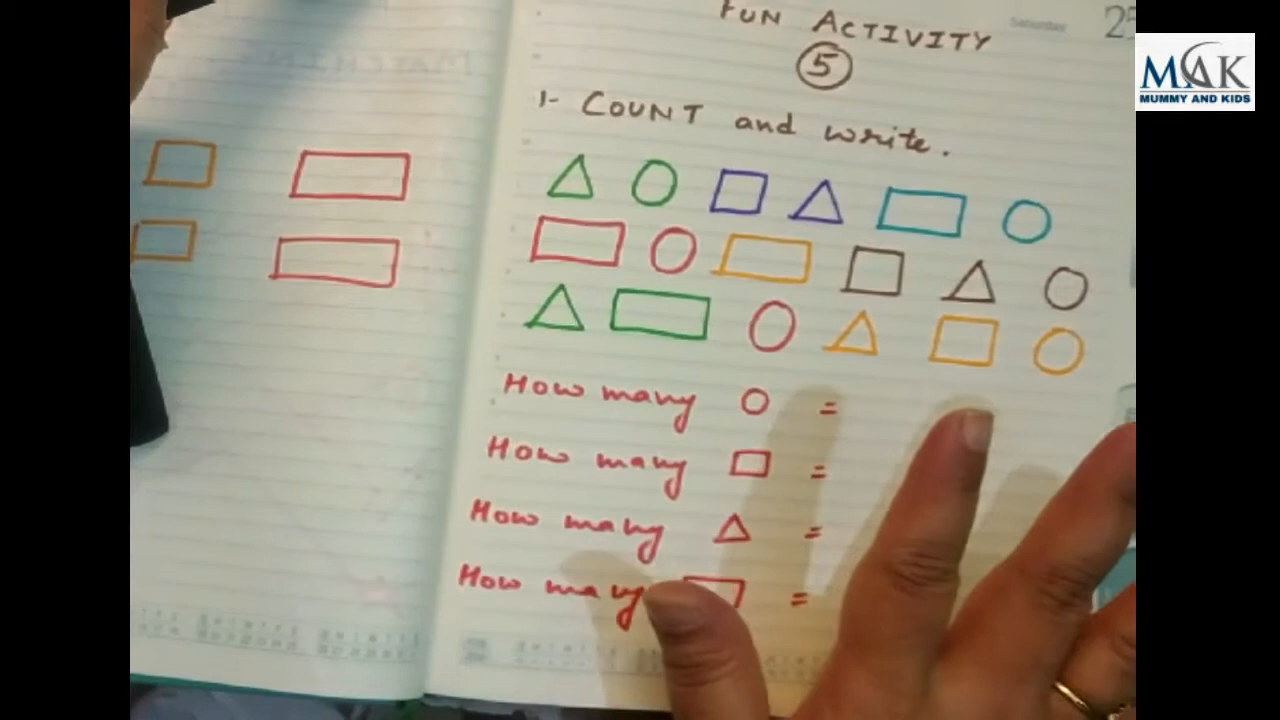 Saturday
25
FUN ACTIVITY
5
1- COUNT and write.
How many =
How many =
How many =
How many =
MAK
MUMMY AND KIDS